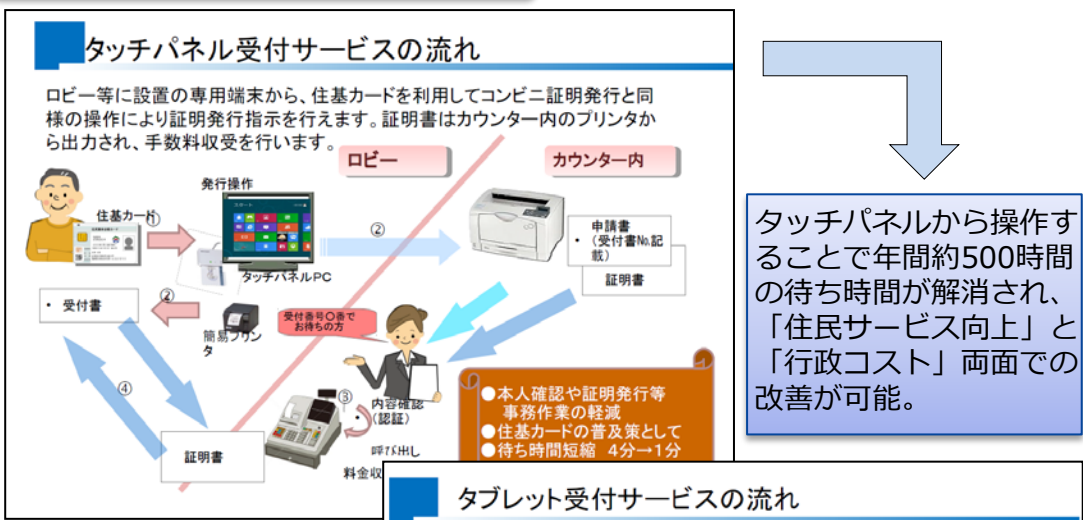 タッチパネル受付サービスの流れ
ロビー等に設置の専用端末から、住基カードを利用してコンビニ証明発行と同
様の操作により証明発行指示を行えます。証明書はカウンター内のプリンタか
ら出力され、手数料収受を行います。
ロビー
カウンター内
発行操作
住基カード
①
②
タッチパネルPC
・ 申請書
（受付書No.記
載）
証明書
・ 受付書
②
簡易プリン
タ
受付番号〇番で
お待ちの方
④
③
内容確認
（認証）
呼び出し
料金収
証明書
●本人確認や証明発行等
事務作業の軽減
●住基カードの普及策として
●待ち時間短縮 4分→1分
タッチパネルから操作す
ることで年間約500時間
の待ち時間が解消され、
「住民サービス向上」と
「行政コスト」両面での
改善が可能。
タブレット受付サービスの流れ